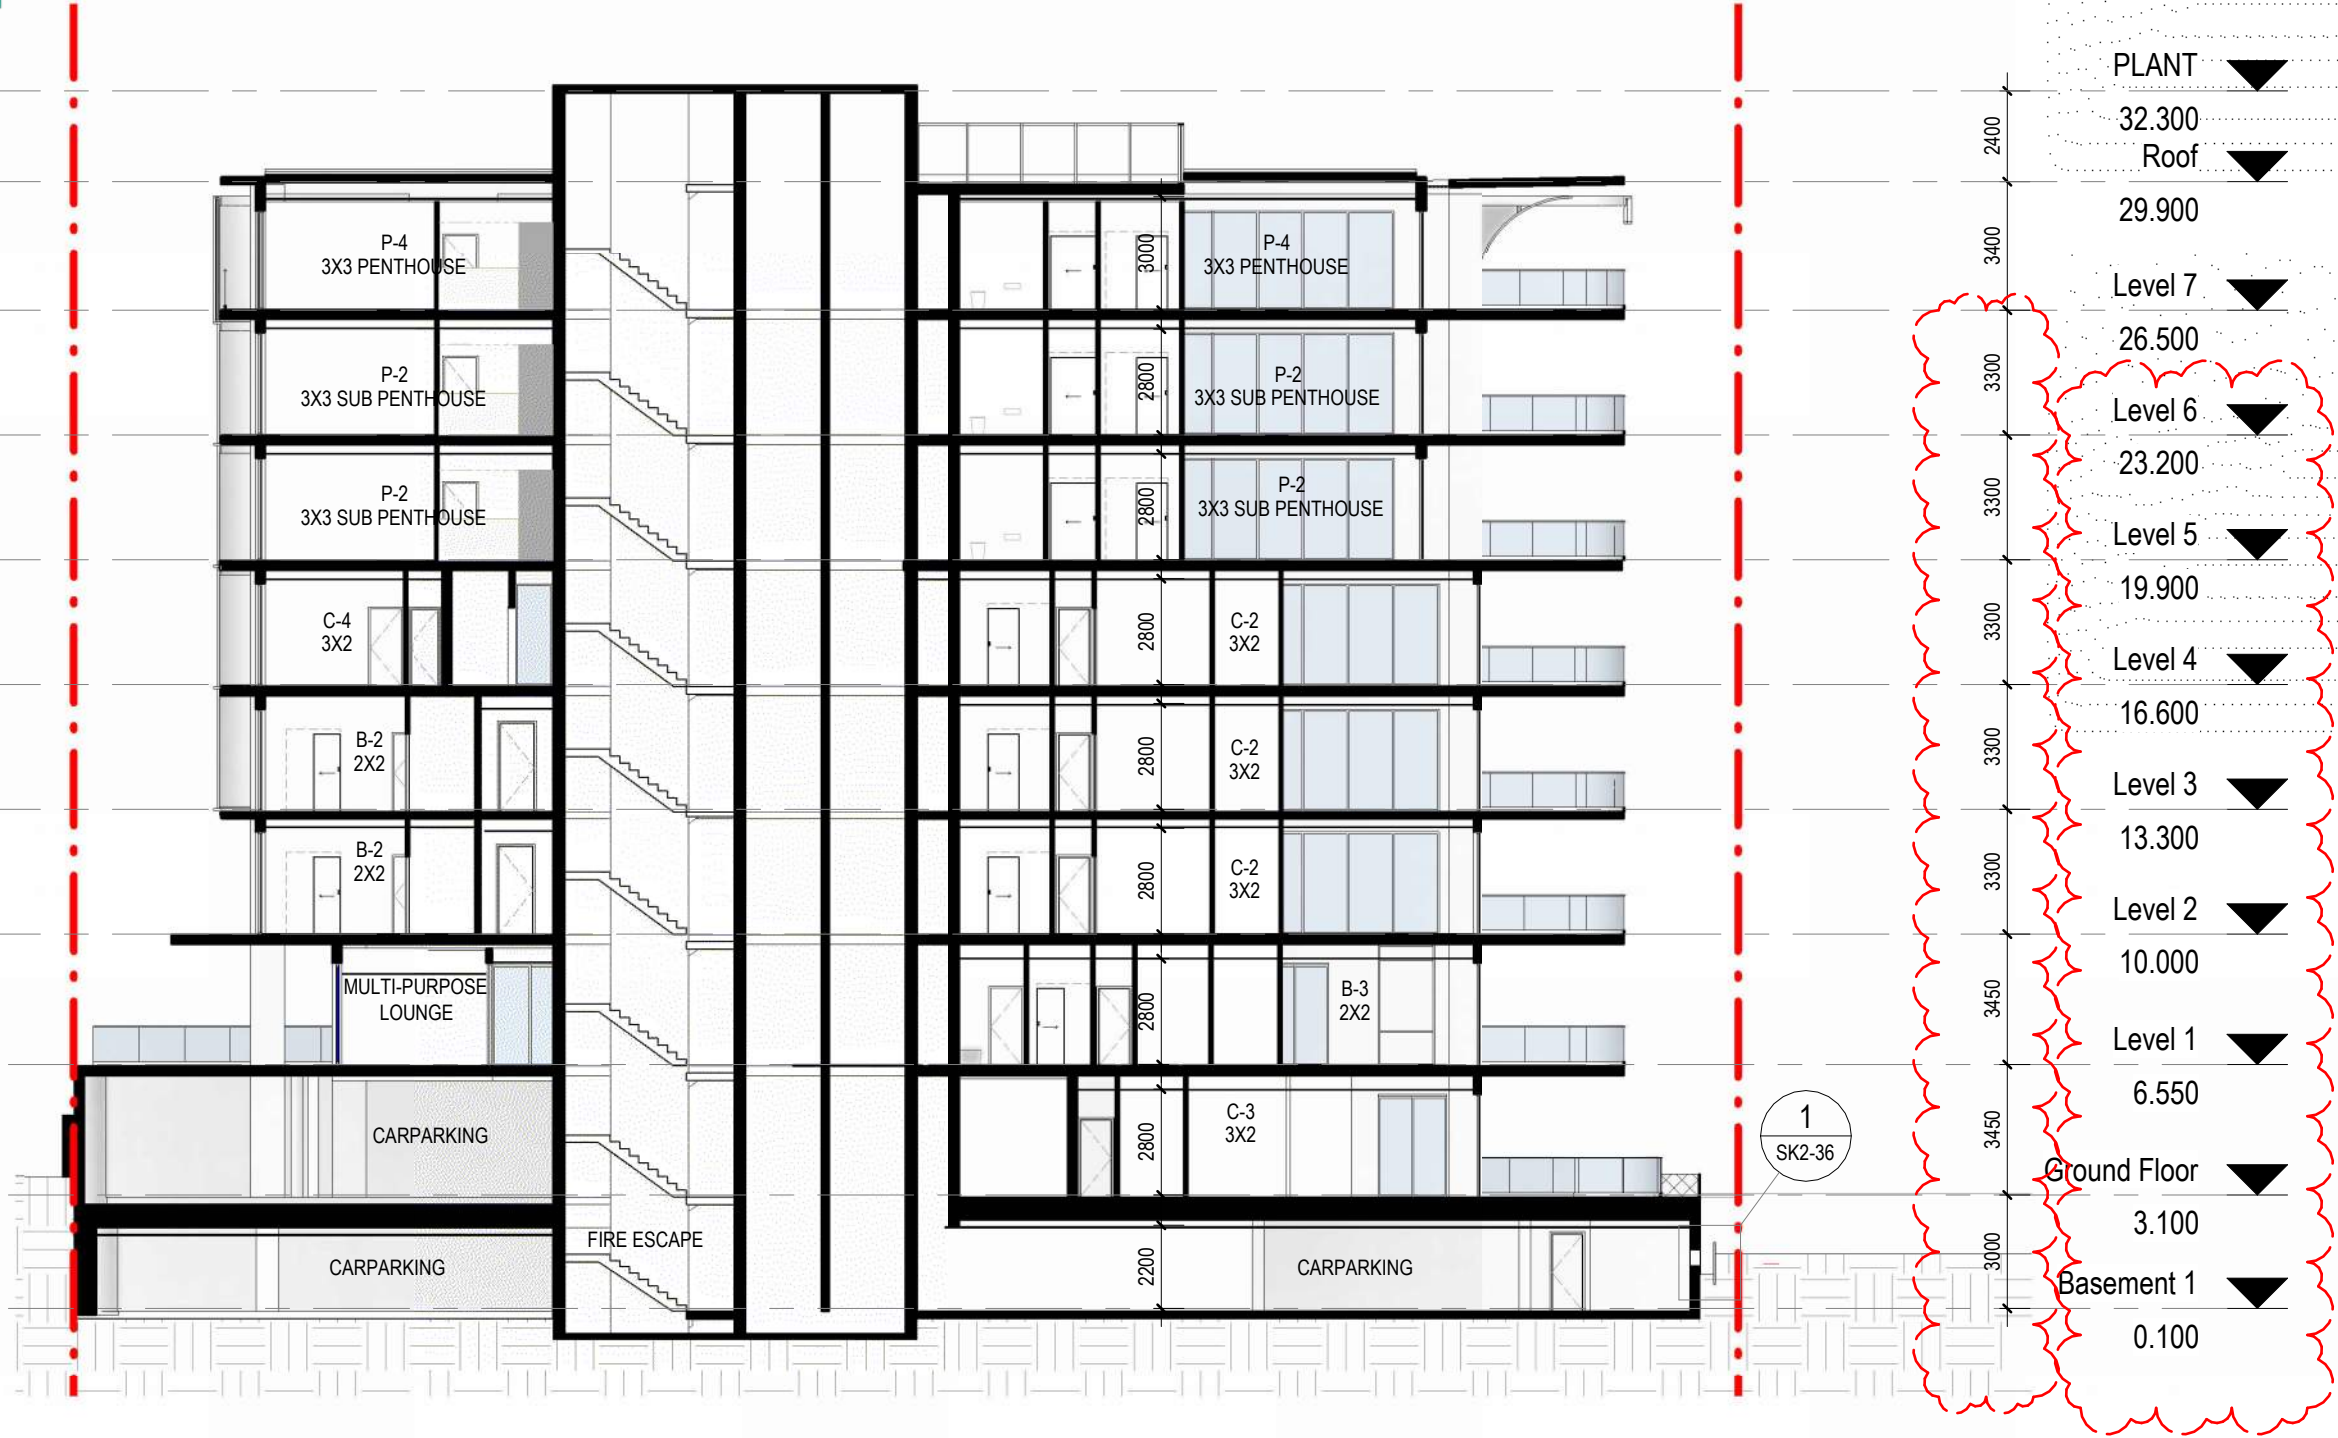 PLANT
32.300
2400
Roof
29.900
P-4
3X3 PENTHOUSE
3000
P-4
3X3 PENTHOUSE
3400
Level 7
26.500
P-2
3X3 SUB PENTHOUSE
2800
P-2
3X3 SUB PENTHOUSE
3300
Level 6
23.200
P-2
3X3 SUB PENTHOUSE
2800
P-2
3X3 SUB PENTHOUSE
3300
Level 5
19.900
C-4
3X2
2800
C-2
3X2
3300
Level 4
16.600
B-2
2X2
2800
C-2
3X2
3300
Level 3
13.300
B-2
2X2
2800
C-2
3X2
3300
Level 2
10.000
MULTI-PURPOSE
LOUNGE
2800
B-3
2X2
3450
Level 1
6.550
CARPARKING
2800
C-3
3X2
1
SK2-36
3450
Ground Floor
3.100
FIRE ESCAPE
CARPARKING
2200
CARPARKING
3000
Basement 1
0.100